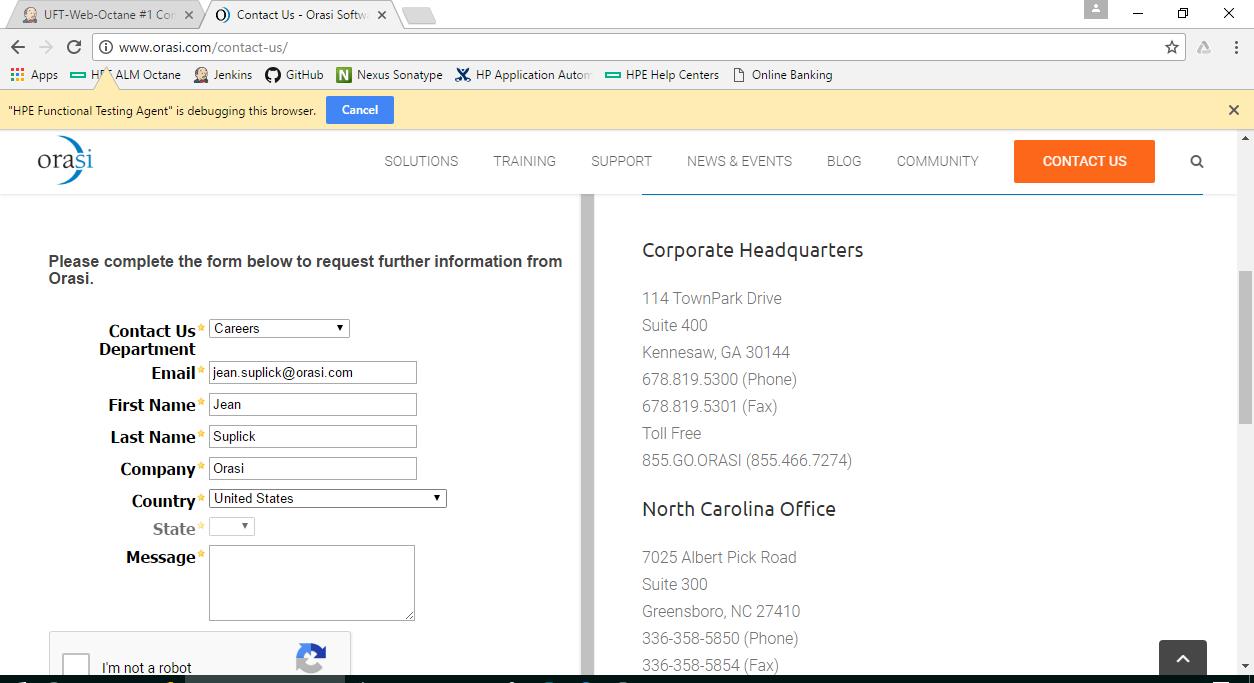 UFT-Web-Octane #1 Con
Contact Us - Orasi Softwa
www.orasi.com/contact-us/
Apps
HPE ALM Octane
Jenkins
GitHub
Nexus Sonatype
HP Application Autom
HPE Help Centers
Online Banking
"HPE Functional Testing Agent" is debugging this browser.
Cancel
orasi
SOLUTIONS
TRAINING
SUPPORT
NEWS & EVENTS
BLOG
COMMUNITY
CONTACT US
Please complete the form below to request further information from
Orasi.
Contact Us
Department
Careers
Email
jean.suplick@orasi.com
First Name
Jean
Last Name
Suplick
Company
Orasi
Country
United States
State
Message
I'm not a robot
Corporate Headquarters
114 TownPark Drive
Suite 400
Kennesaw, GA 30144
678.819.5300 (Phone)
678.819.5301 (Fax)
Toll Free
855.GO.ORASI (855.466.7274)
North Carolina Office
7025 Albert Pick Road
Suite 300
Greensboro, NC 27410
336-358-5850 (Phone)
336-358-5854 (Fax)